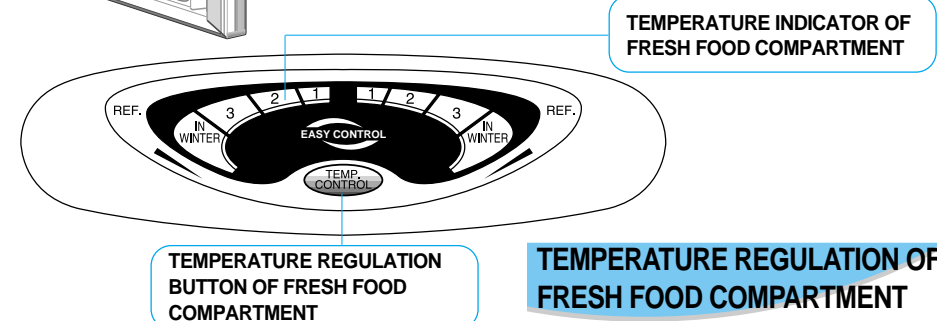 TEMPERATURE INDICATOR OF
FRESH FOOD COMPARTMENT
REF.
IN
WINTER
3
2
1
1
2
3
IN
WINTER
REF.
EASY CONTROL
TEMP.
CONTROL
TEMPERATURE REGULATION
BUTTON OF FRESH FOOD
COMPARTMENT
TEMPERATURE REGULATION OF
FRESH FOOD COMPARTMENT